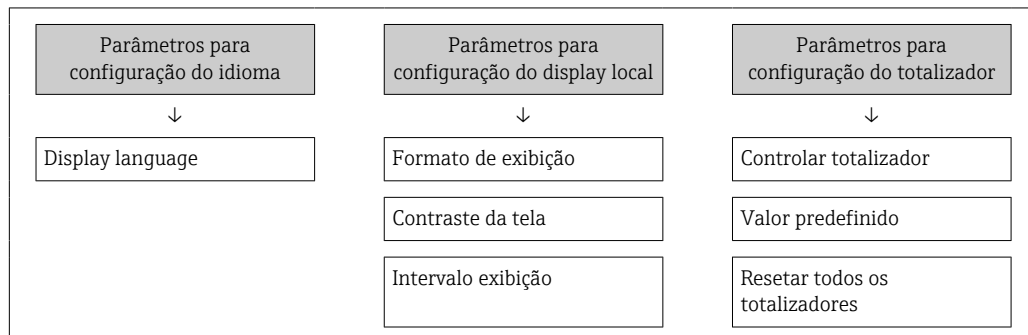 Parâmetros para
configuração do idioma
↓
Display language
Parâmetros para
configuração do display local
↓
Formato de exibição
Contraste da tela
Intervalo exibição
Parâmetros para
configuração do totalizador
↓
Controlar totalizador
Valor predefinido
Resetar todos os
totalizadores